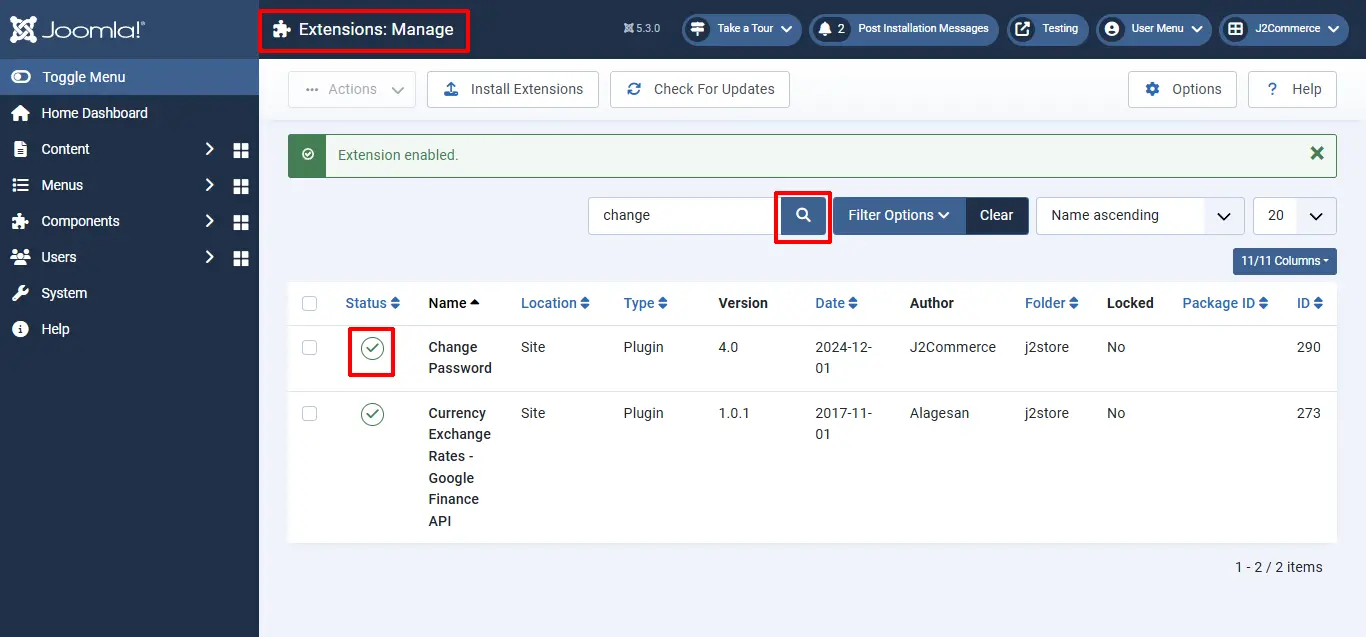 Joomla!®
Extensions: Manage
5.3.0
Take a Tour
2 Post Installation Messages
Testing
User Menu
J2Commerce
Toggle Menu
Home Dashboard
Content
Menus
Components
Users
System
Help
Actions
Install Extensions
Check For Updates
Options
? Help
Extension enabled.
change
Filter Options
Clear
Name ascending
20
11/11 Columns
Status Name Location Type Version Date Author Folder Locked Package ID ID
Change Site Plugin 4.0 2024-12- J2Commerce j2store No 290
Password 01
Currency Site Plugin 1.0.1 2017-11- Alagesan j2store No 273
Exchange 01
Rates -
Google
Finance
API
1 - 2 / 2 items